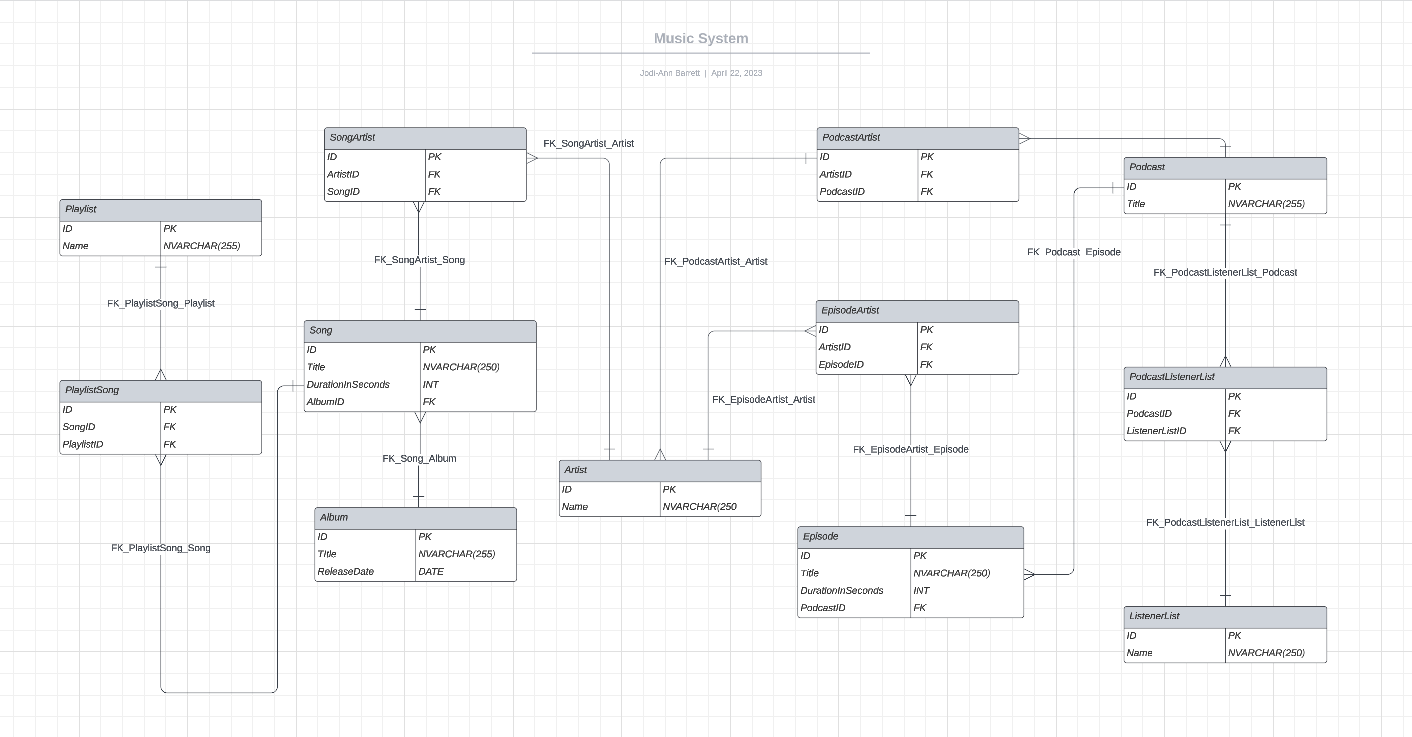 Music System
Jodi-Ann Barrett | April 22, 2023
SongArtist
ID PK
ArtistID FK
SongID FK
FK_SongArtist_Artist
PodcastArtist
ID PK
ArtistID FK
PodcastID FK
Podcast
ID PK
Title NVARCHAR(255)
Playlist
ID PK
Name NVARCHAR(255)
FK_SongArtist_Song
FK_PodcastArtist_Artist
FK_Podcast_Episode
FK_PodcastListenerList_Podcast
FK_PlaylistSong_Playlist
Song
ID PK
Title NVARCHAR(250)
DurationInSeconds INT
AlbumID FK
EpisodeArtist
ID PK
ArtistID FK
EpisodeID FK
PlaylistSong
ID PK
SongID FK
PlaylistID FK
FK_EpisodeArtist_Artist
PodcastListenerList
ID PK
PodcastID FK
ListenerListID FK
FK_Song_Album
FK_EpisodeArtist_Episode
Artist
ID PK
Name NVARCHAR(250
Album
ID PK
Title NVARCHAR(255)
ReleaseDate DATE
FK_PlaylistSong_Song
Episode
ID PK
Title NVARCHAR(250)
DurationInSeconds INT
PodcastID FK
FK_PodcastListenerList_ListenerList
ListenerList
ID PK
Name NVARCHAR(250)